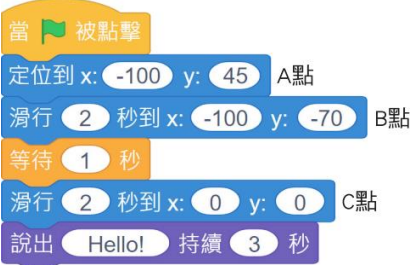 當 被點擊
定位到 x: -100 y: 45 A點
滑行 2 秒到 x: -100 y: -70 B點
等待 1 秒
滑行 2 秒到 x: 0 y: 0 C點
說出 Hello! 持續 3 秒